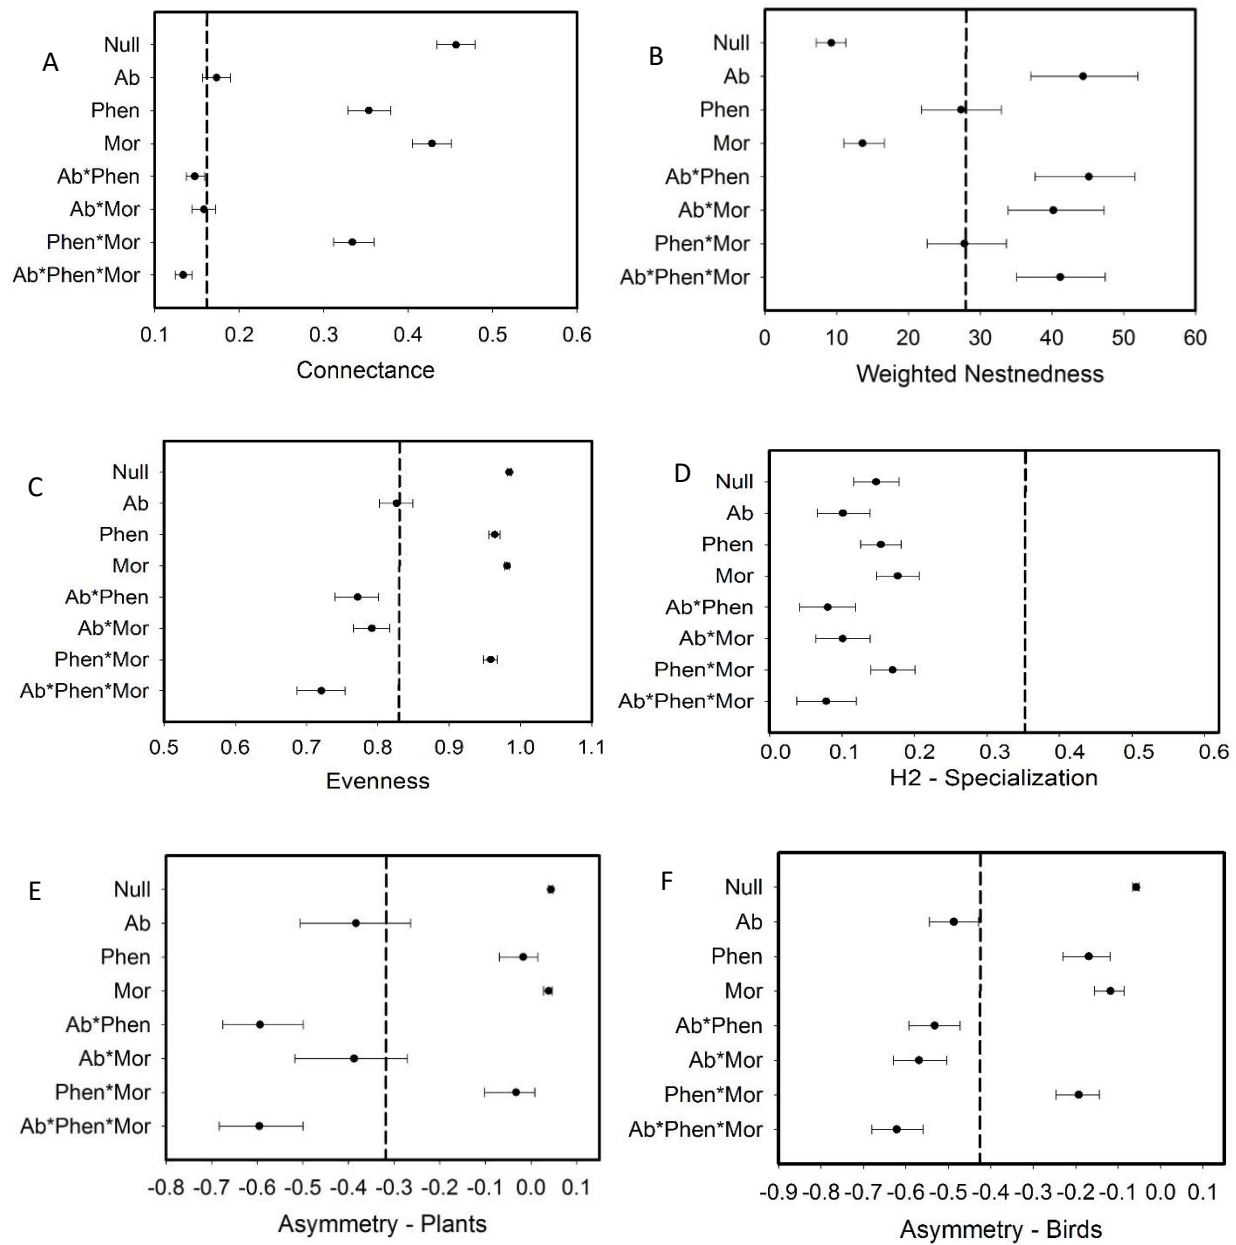 A
Null
Ab
Phen
Mor
Ab*Phen
Ab*Mor
Phen*Mor
Ab*Phen*Mor
0.1 0.2 0.3 0.4 0.5 0.6
Connectance
B
Null
Ab
Phen
Mor
Ab*Phen
Ab*Mor
Phen*Mor
Ab*Phen*Mor
0 10 20 30 40 50 60
Weighted Nestnedness
C
Null
Ab
Phen
Mor
Ab*Phen
Ab*Mor
Phen*Mor
Ab*Phen*Mor
0.5 0.6 0.7 0.8 0.9 1.0 1.1
Evenness
D
Null
Ab
Phen
Mor
Ab*Phen
Ab*Mor
Phen*Mor
Ab*Phen*Mor
0.0 0.1 0.2 0.3 0.4 0.5 0.6
H2 - Specialization
E
Null
Ab
Phen
Mor
Ab*Phen
Ab*Mor
Phen*Mor
Ab*Phen*Mor
-0.8 -0.7 -0.6 -0.5 -0.4 -0.3 -0.2 -0.1 0.0 0.1
Asymmetry - Plants
F
Null
Ab
Phen
Mor
Ab*Phen
Ab*Mor
Phen*Mor
Ab*Phen*Mor
-0.9 -0.8 -0.7 -0.6 -0.5 -0.4 -0.3 -0.2 -0.1 0.0 0.1
Asymmetry - Birds